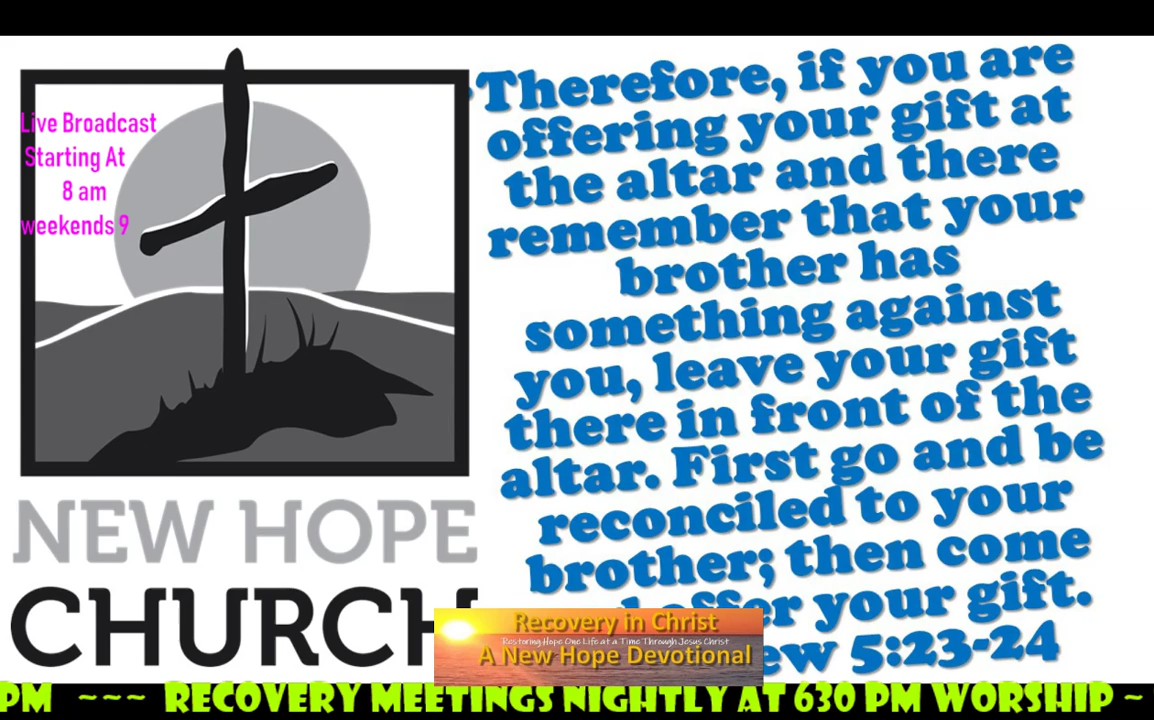 Live Broadcast
Starting At
8 am
weekends 9
NEW HOPE
CHURCH
Therefore, if you are
offering your gift at
the altar and there
remember that your
brother has
something against
you, leave your gift
there in front of the
altar. First go and be
reconciled to your
brother; then come
offer your gift.
5:23-24
Recovery in Christ
Restoring Hope One Life at a Time Through Jesus Christ
A New Hope Devotional
PM ~~~ RECOVERY MEETINGS NIGHTLY AT 630 PM WORSHIP ~